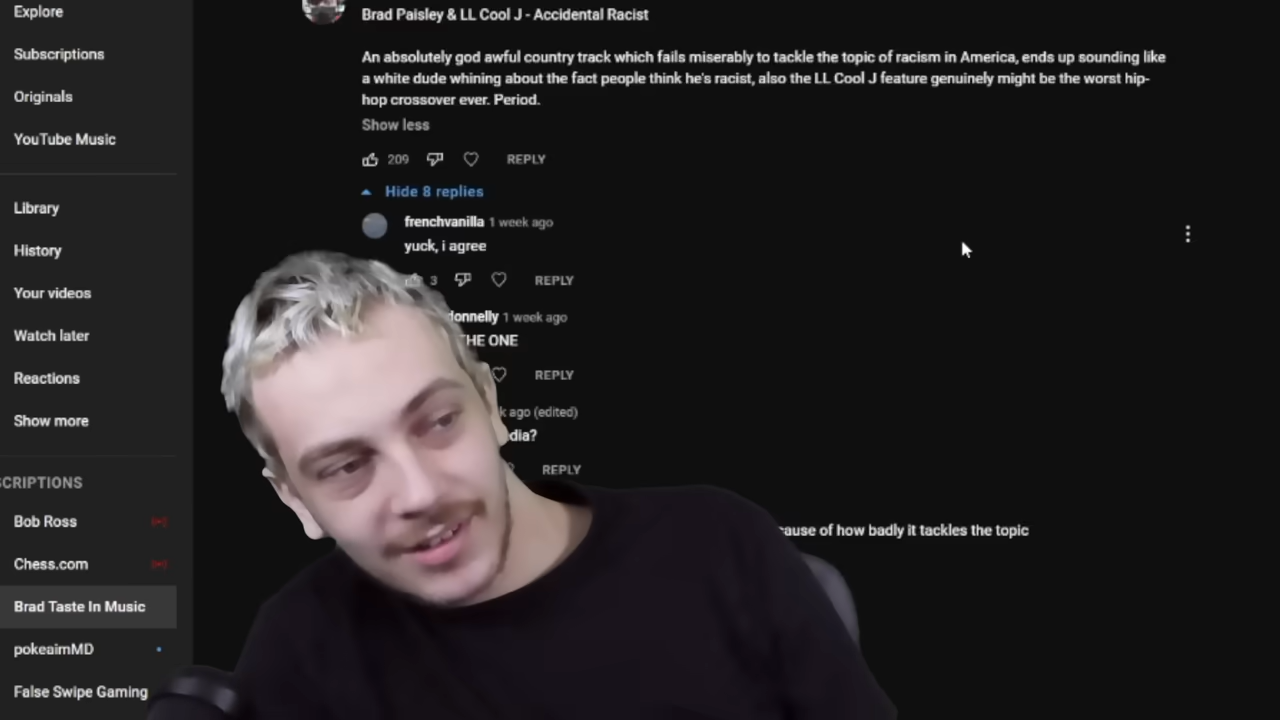 Explore
Subscriptions
Originals
YouTube Music
Library
History
Your videos
Watch later
Reactions
Show more
SCRIPTIONS
Bob Ross
Chess.com
Brad Taste In Music
pokeaimMD
False Swipe Gaming
Brad Paisley & LL Cool J - Accidental Racist
An absolutely god awful country track which fails miserably to tackle the topic of racism in America, ends up sounding like
a white dude whining about the fact people think he's racist, also the LL Cool J feature genuinely might be the worst hip-
hop crossover ever. Period.
Show less
209 REPLY
Hide 8 replies
frenchvanilla 1 week ago
yuck, i agree
3 REPLY
donnelly 1 week ago
THE ONE
REPLY
k ago (edited)
dia?
REPLY
cause of how badly it tackles the topic